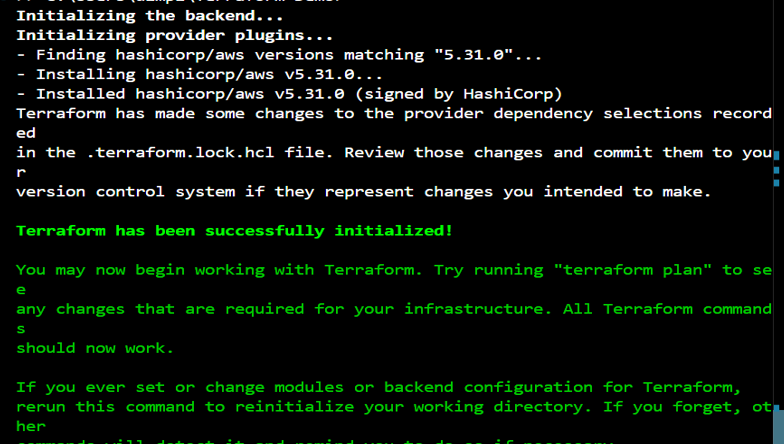 Initializing the backend...
Initializing provider plugins...
- Finding hashicorp/aws versions matching "5.31.0"...
- Installing hashicorp/aws v5.31.0...
- Installed hashicorp/aws v5.31.0 (signed by HashiCorp)
Terraform has made some changes to the provider dependency selections record
ed
in the .terraform.lock.hcl file. Review those changes and commit them to you
r
version control system if they represent changes you intended to make.
Terraform has been successfully initialized!
You may now begin working with Terraform. Try running "terraform plan" to se
e
any changes that are required for your infrastructure. All Terraform command
s
should now work.
If you ever set or change modules or backend configuration for Terraform,
rerun this command to reinitialize your working directory. If you forget, ot
her